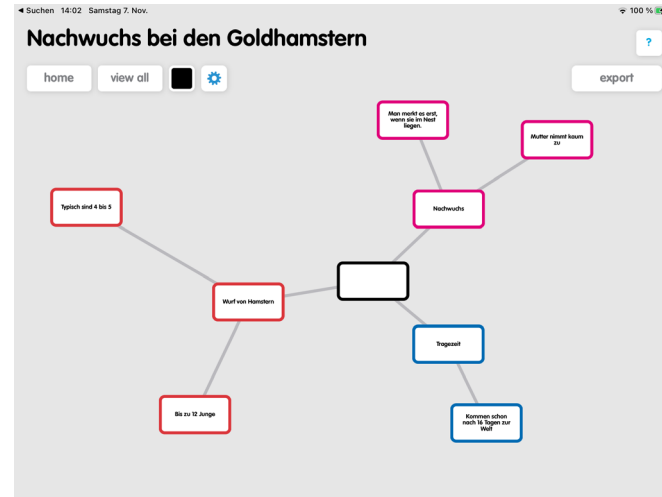 Suchen 14:02 Samstag 7. Nov. 100 %
Nachwuchs bei den Goldhamstern
?
home view all export
Man merkt es erst,
wenn sie im Nest
liegen.
Mutter nimmt kaum
zu
Nachwuchs
Typisch sind 4 bis 5
Wurf von Hamstern
Tragezeit
Bis zu 12 Junge
Kommen schon
nach 16 Tagen zur
Welt